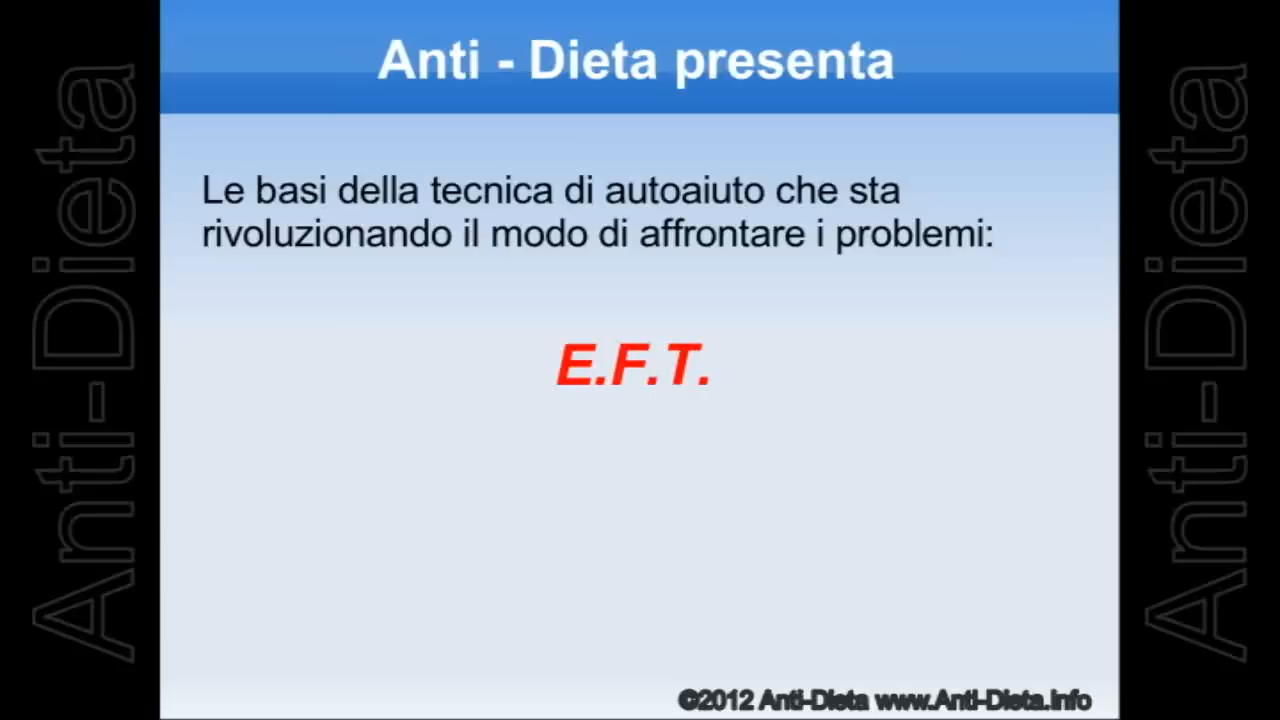 Anti - Dieta presenta
Le basi della tecnica di autoaiuto che sta
rivoluzionando il modo di affrontare i problemi:
E.F.T.
©2012 Anti-Dieta www.Anti-Dieta.info
Anti-Dieta
Anti-Dieta